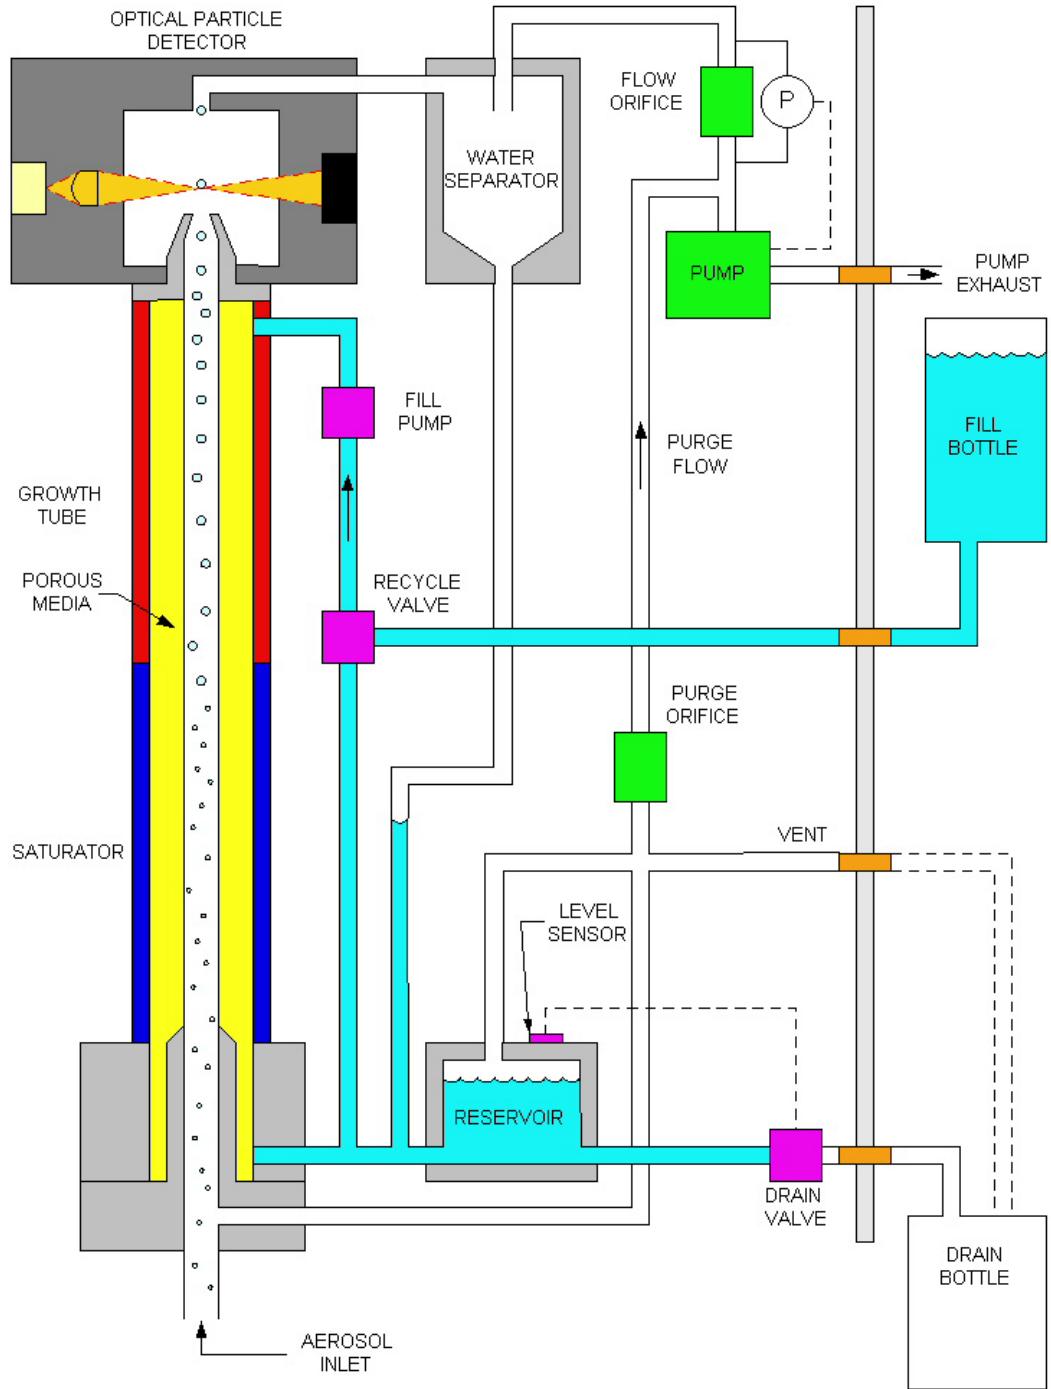 OPTICAL PARTICLE
DETECTOR
FLOW
ORIFICE
P
WATER
SEPARATOR
PUMP
PUMP
EXHAUST
FILL
PUMP
FILL
BOTTLE
PURGE
FLOW
GROWTH
TUBE
POROUS
MEDIA
RECYCLE
VALVE
PURGE
ORIFICE
SATURATOR
VENT
LEVEL
SENSOR
RESERVOIR
DRAIN
VALVE
DRAIN
BOTTLE
AEROSOL
INLET